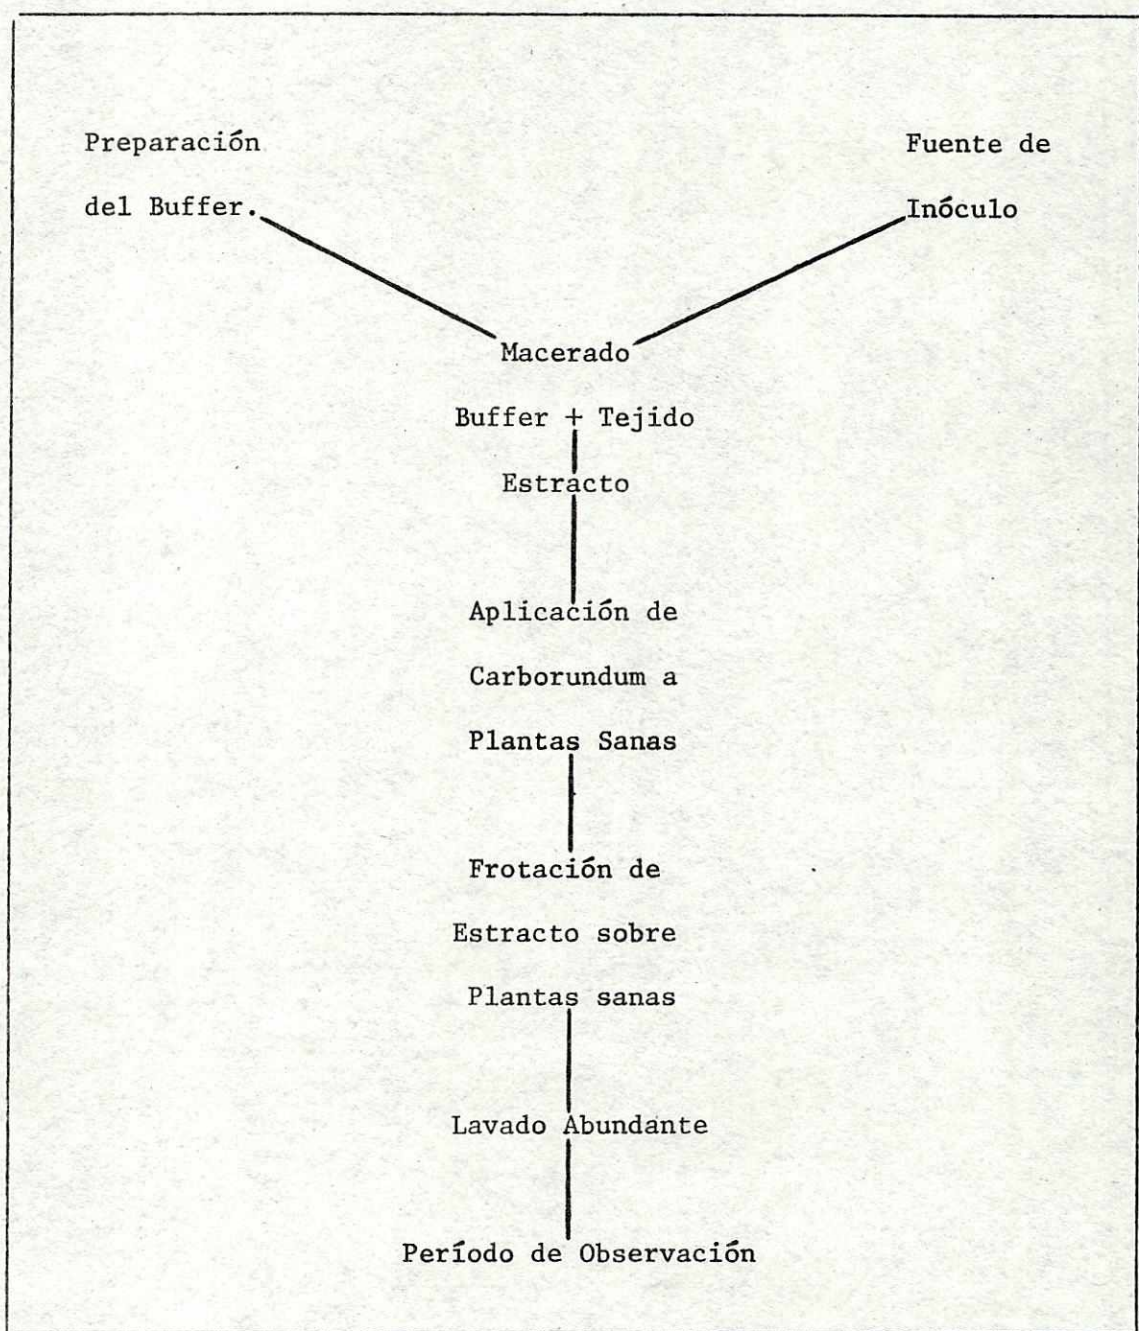 Preparación
del Buffer.
Fuente de
Inóculo
Macerado
Buffer + Tejido
Estracto
Aplicación de
Carborundum a
Plantas Sanas
Frotación de
Estracto sobre
Plantas sanas
Lavado Abundante
Período de Observación